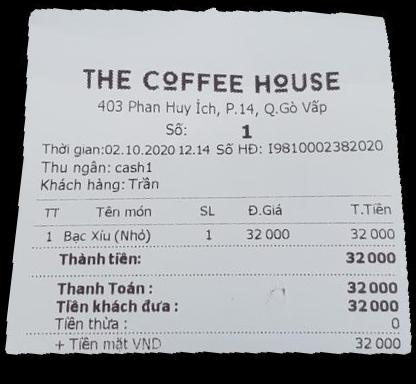 THE COFFEE HOUSE
403 Phan Huy Ích, P.14, Q.Gò Vấp
Số: 1
Thời gian:02.10.2020 12.14 Số HĐ: I9810002382020
Thu ngân: cash1
Khách hàng: Trần
TT Tên món SL Đ.Giá T.Tiền
1 Bạc Xỉu (Nhỏ) 1 32 000 32 000
Thành tiền: 32 000
Thanh Toán : 32 000
Tiền khách đưa : 32 000
Tiền thừa : 0
+ Tiền mặt VND 32 000